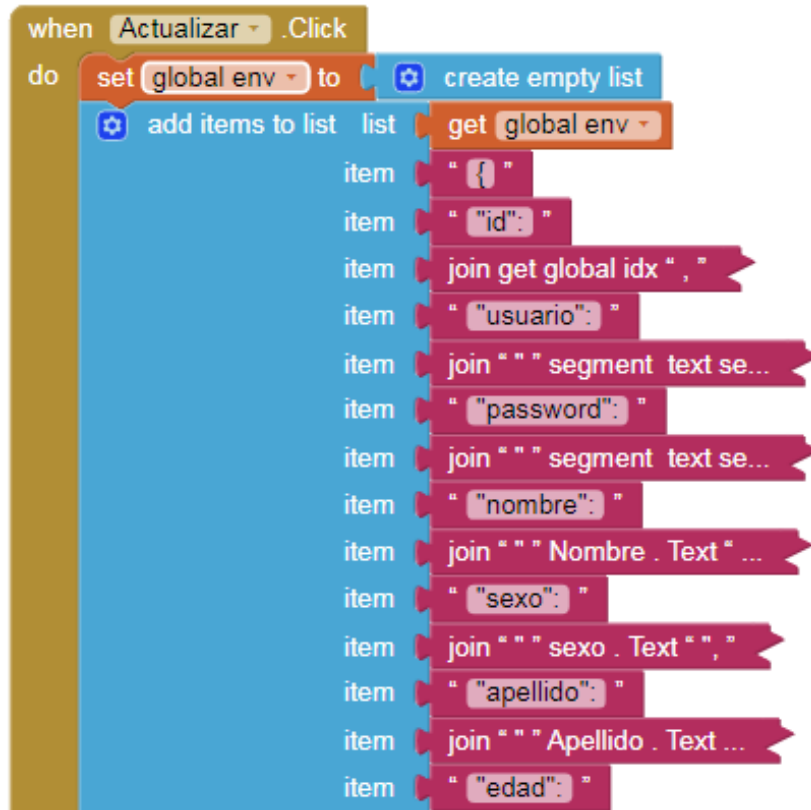 when Actualizar .Click
do set global env to create empty list
add items to list list get global env
item “ { ”
item “ "id": ”
item join get global idx “ , ”
item “ "usuario": ”
item join “ " ” segment text se...
item “ "password": ”
item join “ " ” segment text se...
item “ "nombre": ”
item join “ " ” Nombre . Text “ ...
item “ "sexo": ”
item join “ " ” sexo . Text “ ", ”
item “ "apellido": ”
item join “ " ” Apellido . Text ...
item “ "edad": ”